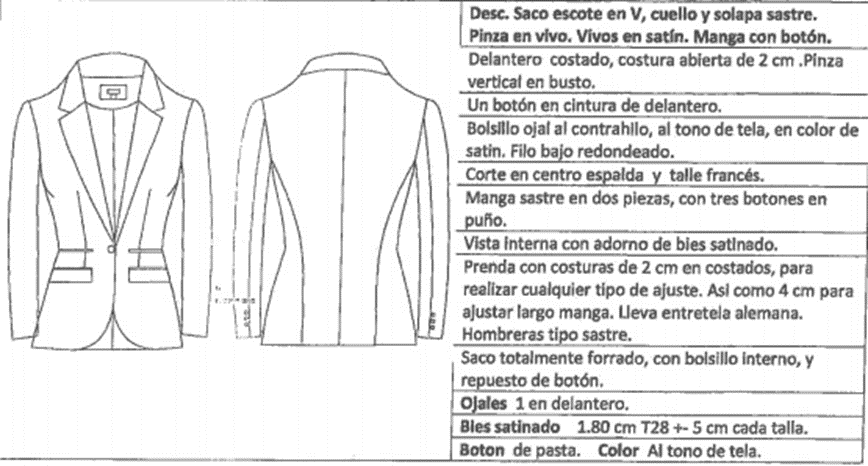 Desc. Saco escote en V, cuello y solapa sastre.
Pinza en vivo. Vivos en satín. Manga con botón.
Delantero costado, costura abierta de 2 cm .Pinza
vertical en busto.
Un botón en cintura de delantero.
Bolsillo ojal al contrahilo, al tono de tela, en color de
satin. Filo bajo redondeado.
Corte en centro espalda y talle francés.
Manga sastre en dos piezas, con tres botones en
puño.
Vista interna con adorno de bies satinado.
Prenda con costuras de 2 cm en costados, para
realizar cualquier tipo de ajuste. Asi como 4 cm para
ajustar largo manga. Lleva entretela alemana.
Hombreras tipo sastre.
Saco totalmente forrado, con bolsillo interno, y
repuesto de botón.
Ojales 1 en delantero.
Bies satinado 1.80 cm T28 +- 5 cm cada talla.
Boton de pasta. Color Al tono de tela.